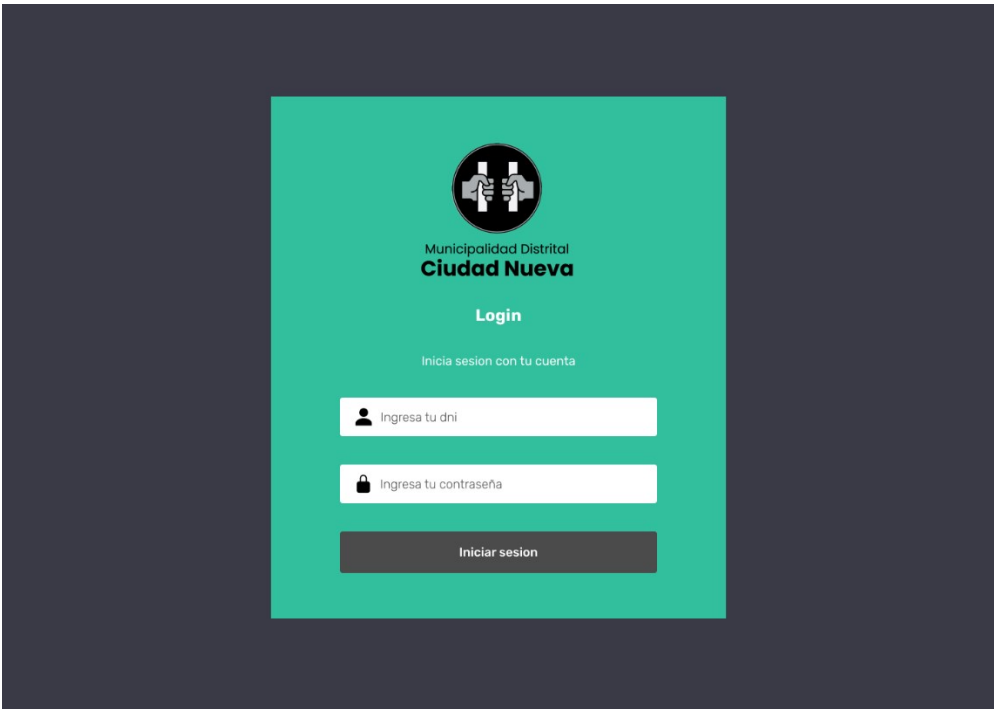 Municipalidad Distrital
Ciudad Nueva
Login
Inicia sesion con tu cuenta
Ingresa tu dni
Ingresa tu contraseña
Iniciar sesion